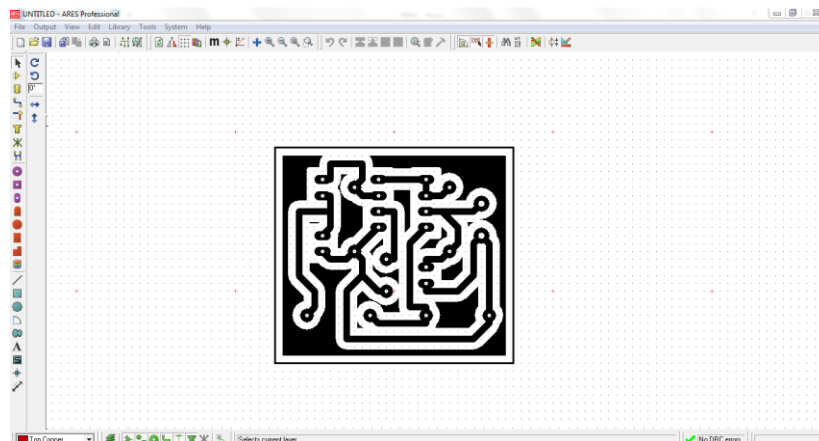 UNTITLED - ARES Professional
File Output View Edit Library Tools System Help
0°
Top Copper
Selects current layer
No DRC errors